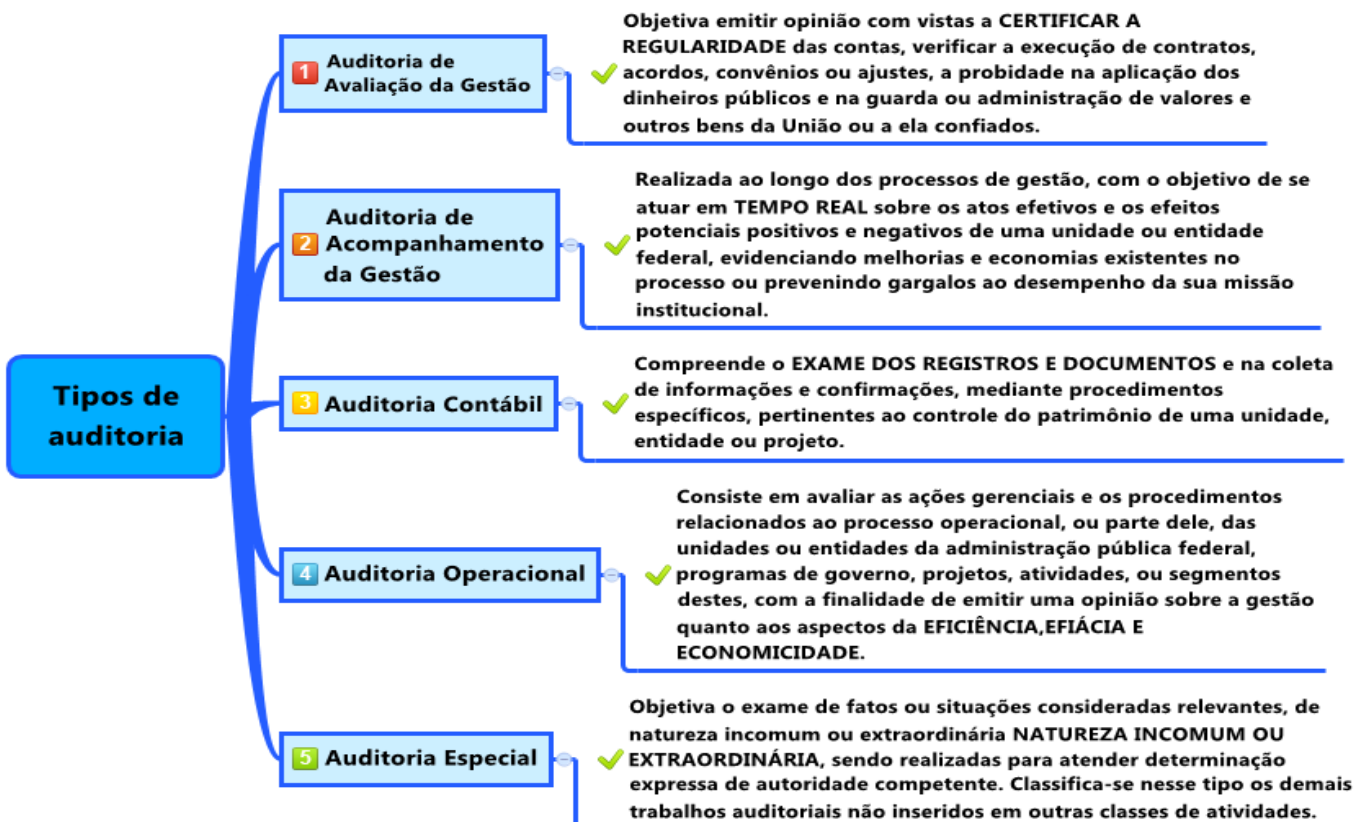 Tipos de
auditoria
1 Auditoria de
Avaliação da Gestão
Objetiva emitir opinião com vistas a CERTIFICAR A
REGULARIDADE das contas, verificar a execução de contratos,
acordos, convênios ou ajustes, a probidade na aplicação dos
dinheiros públicos e na guarda ou administração de valores e
outros bens da União ou a ela confiados.
2 Auditoria de
Acompanhamento
da Gestão
Realizada ao longo dos processos de gestão, com o objetivo de se
atuar em TEMPO REAL sobre os atos efetivos e os efeitos
potenciais positivos e negativos de uma unidade ou entidade
federal, evidenciando melhorias e economias existentes no
processo ou prevenindo gargalos ao desempenho da sua missão
institucional.
3 Auditoria Contábil
Compreende o EXAME DOS REGISTROS E DOCUMENTOS e na coleta
de informações e confirmações, mediante procedimentos
específicos, pertinentes ao controle do patrimônio de uma unidade,
entidade ou projeto.
4 Auditoria Operacional
Consiste em avaliar as ações gerenciais e os procedimentos
relacionados ao processo operacional, ou parte dele, das
unidades ou entidades da administração pública federal,
programas de governo, projetos, atividades, ou segmentos
destes, com a finalidade de emitir uma opinião sobre a gestão
quanto aos aspectos da EFICIÊNCIA,EFIÁCIA E
ECONOMICIDADE.
5 Auditoria Especial
Objetiva o exame de fatos ou situações consideradas relevantes, de
natureza incomum ou extraordinária NATUREZA INCOMUM OU
EXTRAORDINÁRIA, sendo realizadas para atender determinação
expressa de autoridade competente. Classifica-se nesse tipo os demais
trabalhos auditoriais não inseridos em outras classes de atividades.